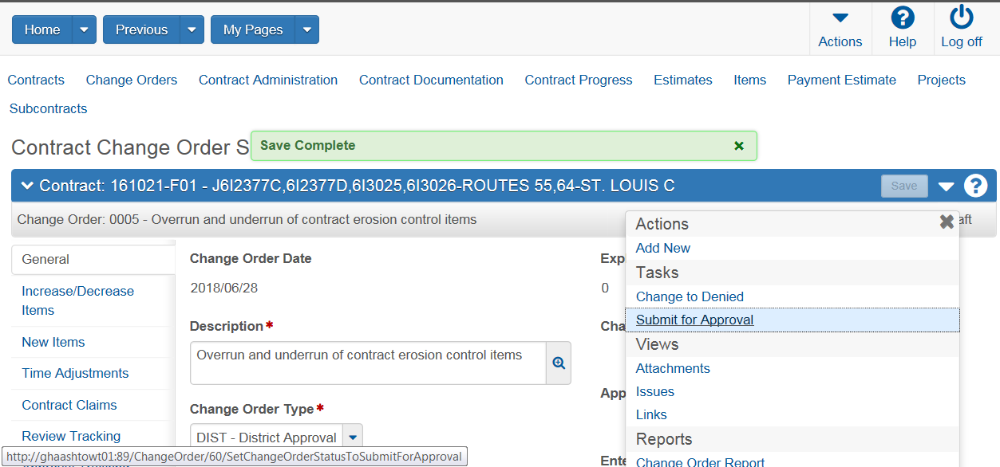 Home Previous My Pages Actions Help Log off
Contracts Change Orders Contract Administration Contract Documentation Contract Progress Estimates Items Payment Estimate Projects
Subcontracts
Contract Change Order S
Save Complete
Contract: 161021-F01 - J6I2377C,6I2377D,6I3025,6I3026-ROUTES 55,64-ST. LOUIS C Save ?
Change Order: 0005 - Overrun and underrun of contract erosion control items
General
Increase/Decrease
Items
New Items
Time Adjustments
Contract Claims
Review Tracking
Change Order Date
2018/06/28
Description*
Overrun and underrun of contract erosion control items
Change Order Type*
DIST - District Approval
Exp
0
Cha
App
Ente
Actions
Add New
Tasks
Change to Denied
Submit for Approval
Views
Attachments
Issues
Links
Reports
Change Order Report
http://ghaashtowt01:89/ChangeOrder/60/SetChangeOrderStatusToSubmitForApproval